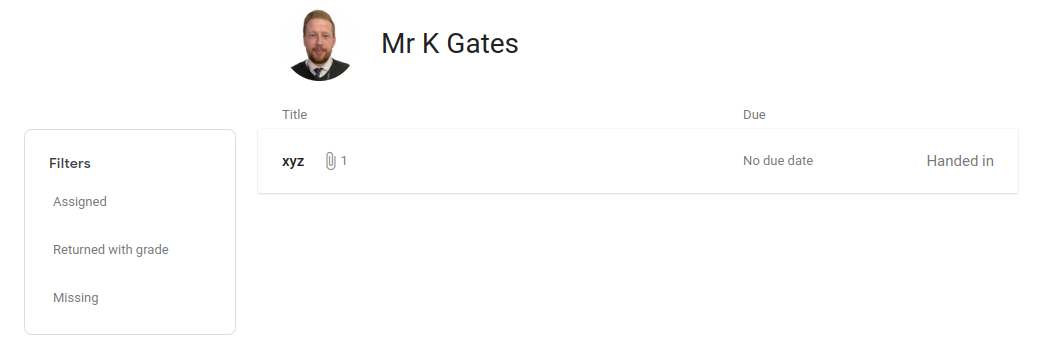 Mr K Gates
Title Due
Filters
xyz 1 No due date Handed in
Assigned
Returned with grade
Missing